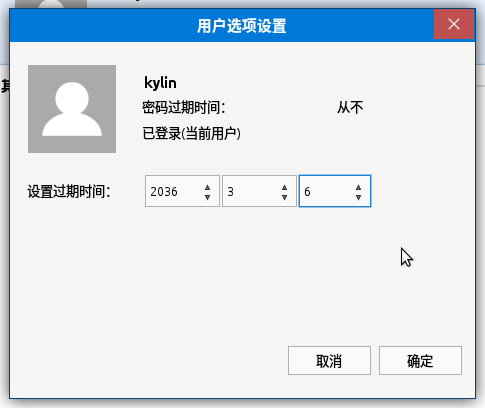 用户选项设置
kylin
密码过期时间： 从不
已登录(当前用户)
设置过期时间： 2036 3 6
取消 确定